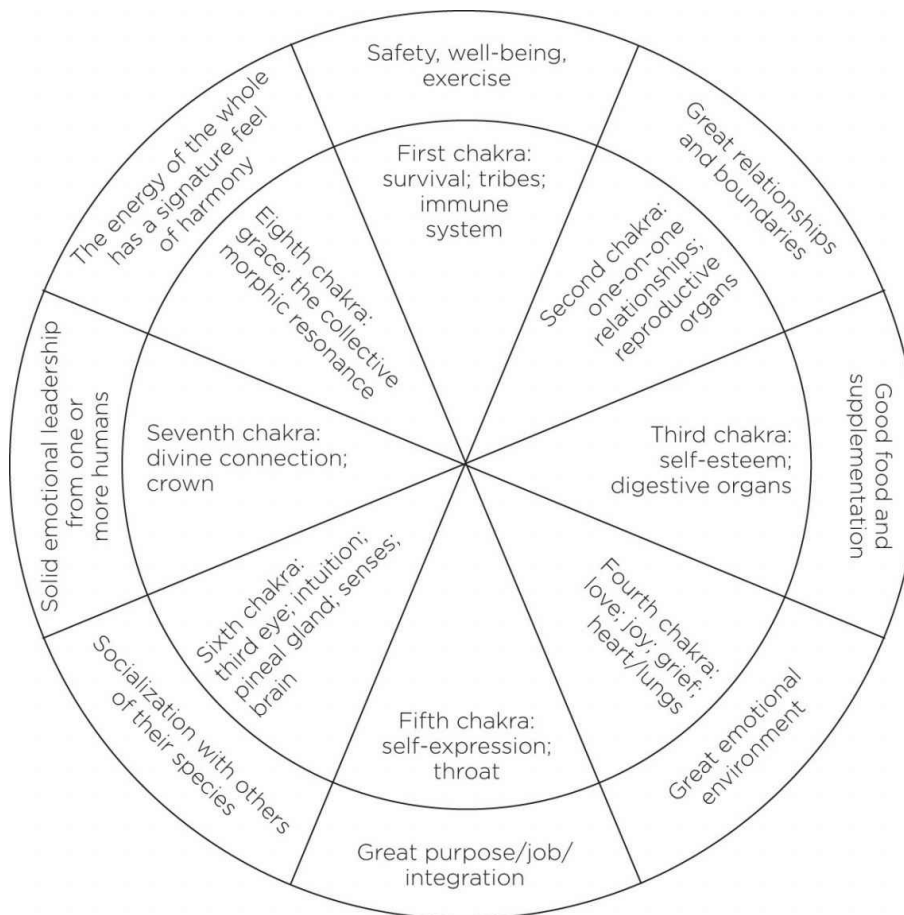 Safety, well-being,
exercise
First chakra:
survival; tribes;
immune
system
Great relationships
and boundaries
Second chakra:
one-on-one
relationships;
reproductive
organs
Good food and
supplementation
Third chakra:
self-esteem;
digestive organs
Great emotional
environment
Fourth chakra:
love; joy; grief;
heart/lungs
Great purpose/job/
integration
Fifth chakra:
self-expression;
throat
Socialization with others
of their species
Sixth chakra:
third eye; intuition;
pineal gland; senses;
brain
Solid emotional leadership
from one or
more humans
Seventh chakra:
divine connection;
crown
The energy of the whole
has a signature feel
of harmony
Eighth chakra:
grace; the collective
morphic resonance